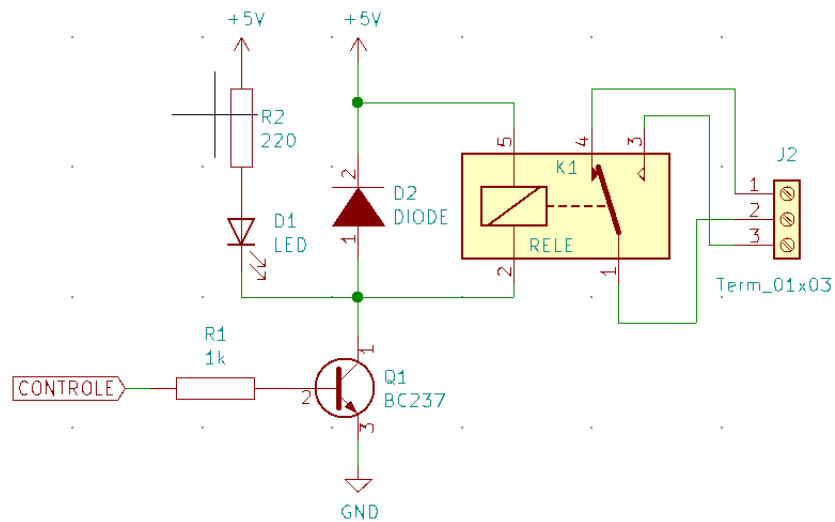 +5V
+5V
R2
220
5
4
3
K1
J2
2
D2
DIODE
1
2
3
D1
LED
1
RELE
2
1
Term_01x03
R1
1k
1
CONTROLE
2
Q1
BC237
3
GND